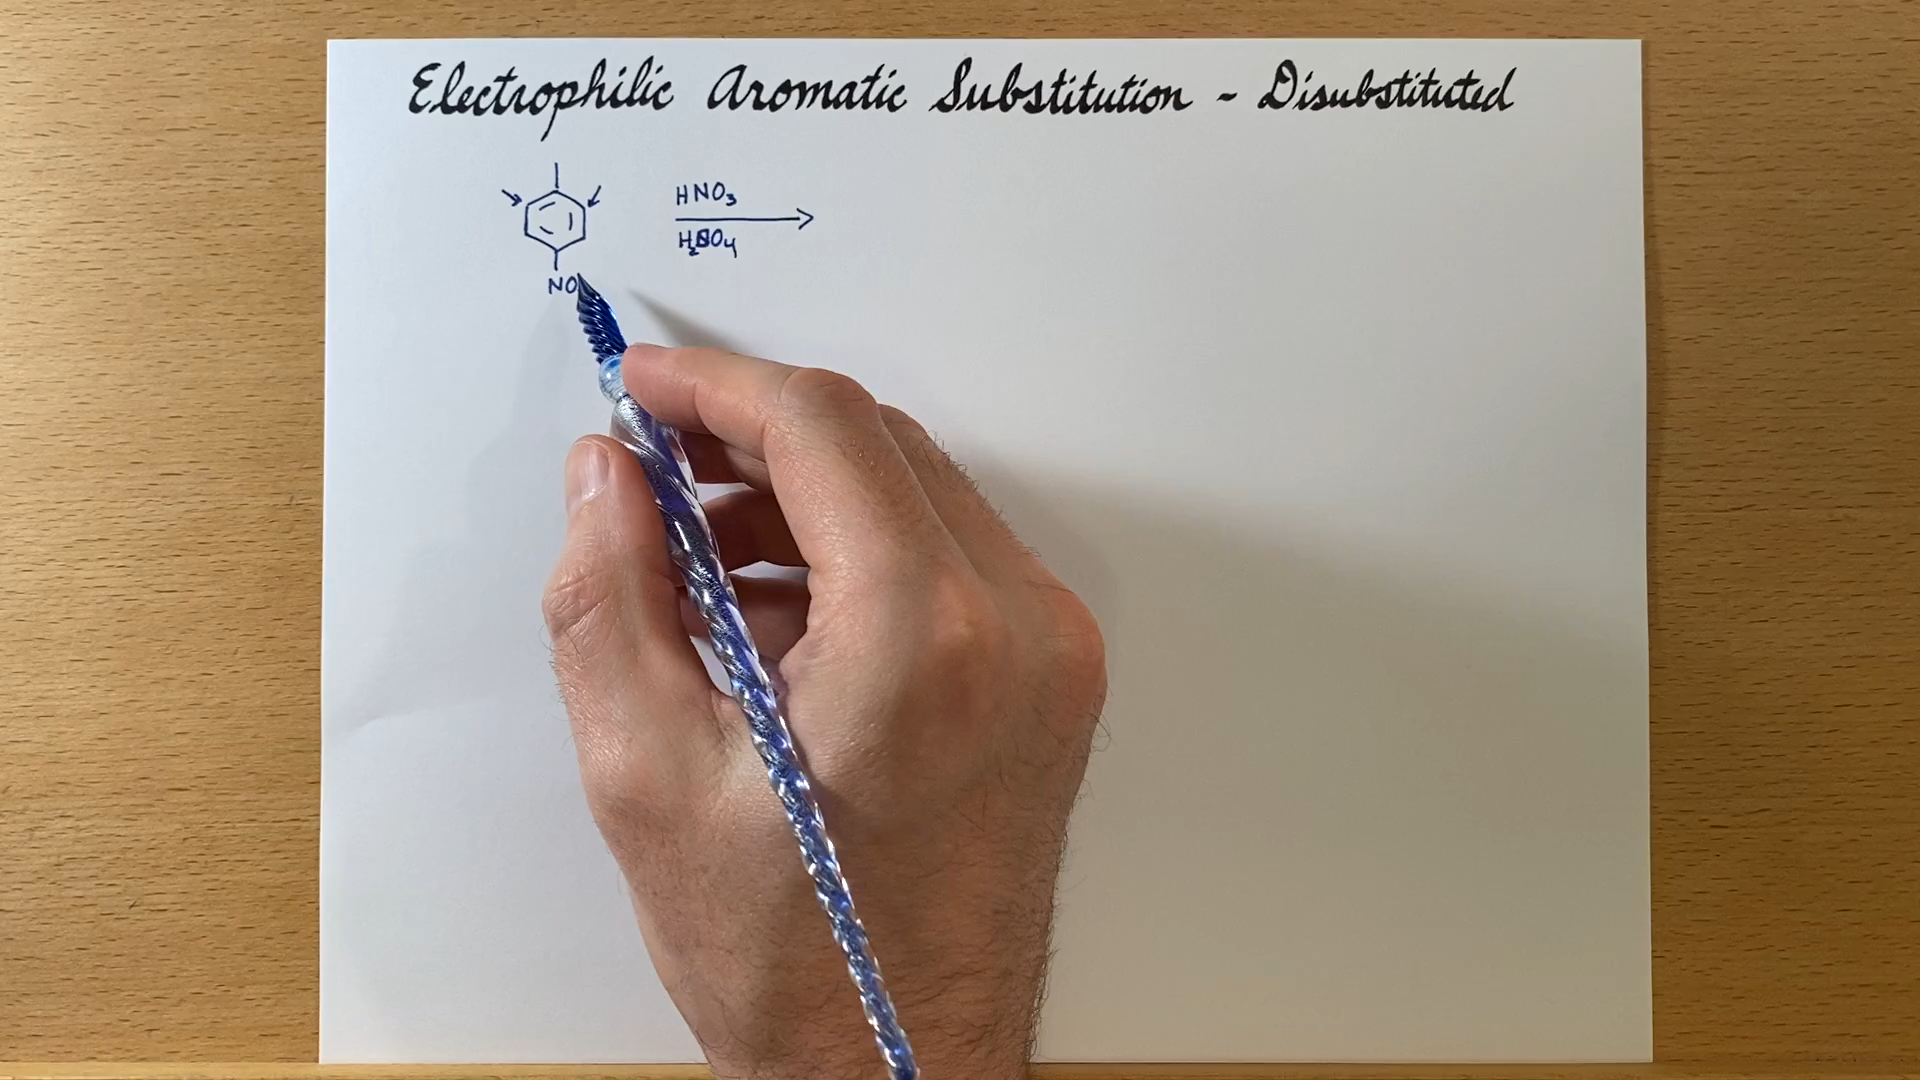 Electrophilic Aromatic Substitution - Disubstituted
HNO₃
H₂SO₄
NO